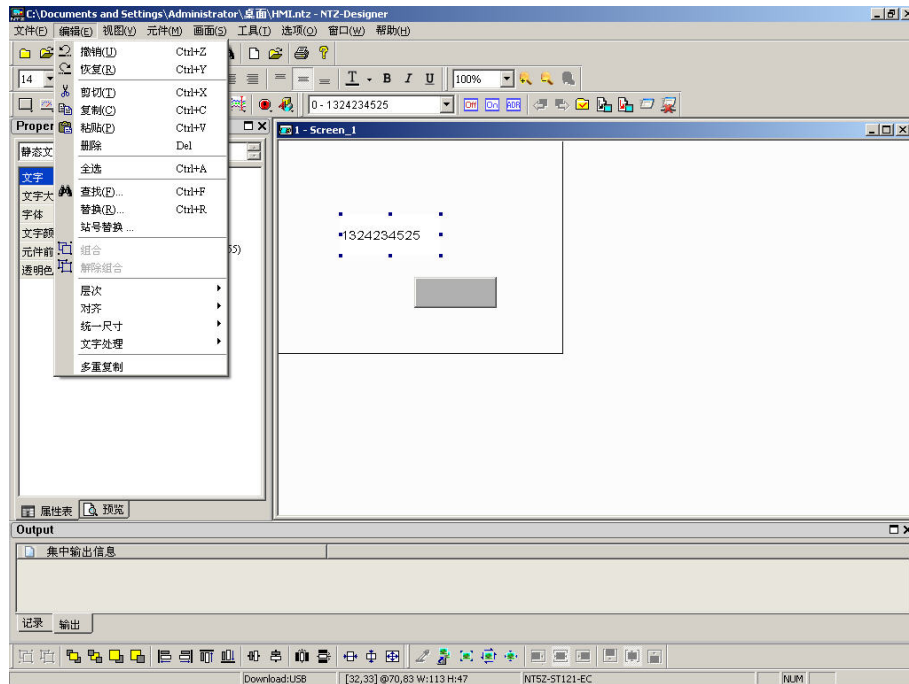 C:\Documents and Settings\Administrator\桌面\HMI.ntz - NTZ-Designer
文件(F) 编辑(E) 视图(V) 元件(M) 画面(S) 工具(T) 选项(O) 窗口(W) 帮助(H)
14 T B I U 100%
0 - 1324234525 Off On ADR
撤销(U) Ctrl+Z
恢复(R) Ctrl+Y
剪切(T) Ctrl+X
复制(C) Ctrl+C
粘贴(P) Ctrl+V
删除 Del
全选 Ctrl+A
查找(F)... Ctrl+F
替换(R)... Ctrl+R
站号替换 ...
组合
解除组合
层次
对齐
统一尺寸
文字处理
多重复制
Proper
静态文
文字
文字大
字体
文字颜
元件前 55)
透明色
属性表 预览
1 - Screen_1
1324234525
Output
集中输出信息
记录 输出
Download:USB [32,33] @70,83 W:113 H:47 NT5Z-ST121-EC NUM